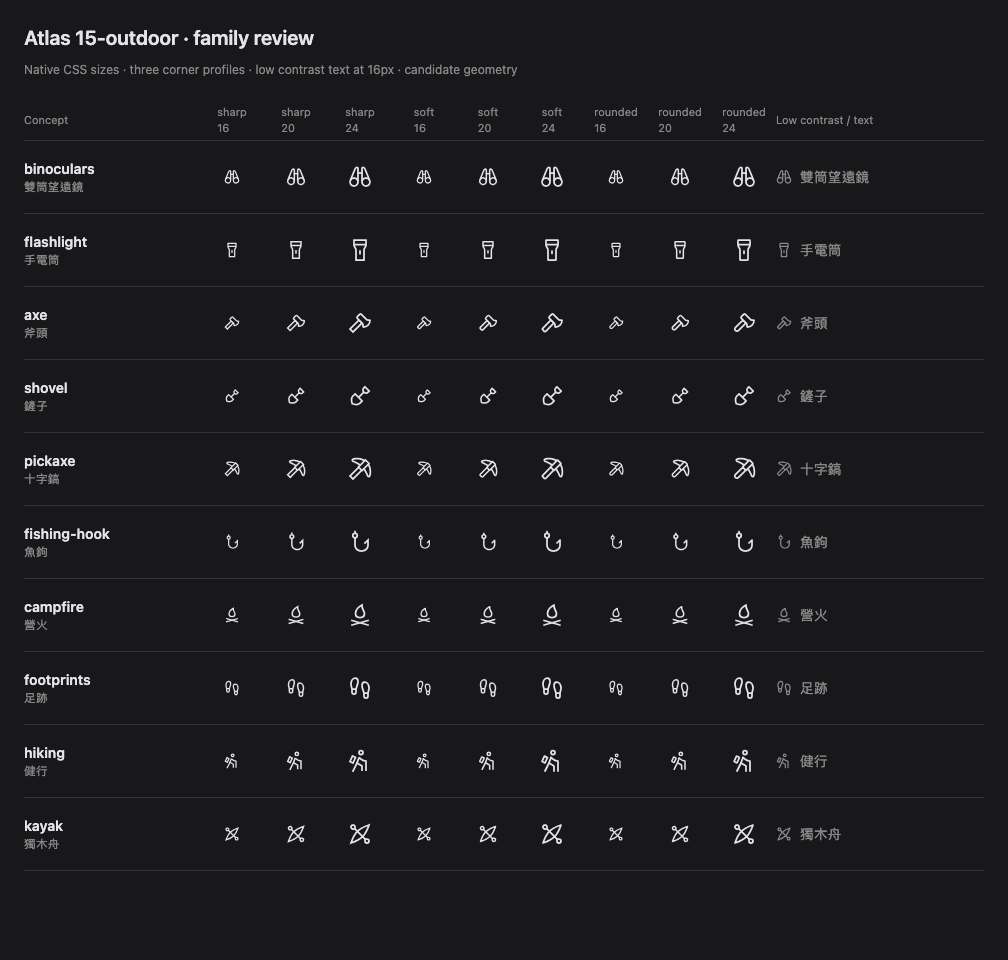 Atlas 15-outdoor · family review
Native CSS sizes · three corner profiles · low contrast text at 16px · candidate geometry
Concept sharp 16 sharp 20 sharp 24 soft 16 soft 20 soft 24 rounded 16 rounded 20 rounded 24 Low contrast / text
binoculars
雙筒望遠鏡 雙筒望遠鏡
flashlight
手電筒 手電筒
axe
斧頭 斧頭
shovel
鏟子 鏟子
pickaxe
十字鎬 十字鎬
fishing-hook
魚鉤 魚鉤
campfire
營火 營火
footprints
足跡 足跡
hiking
健行 健行
kayak
獨木舟 獨木舟